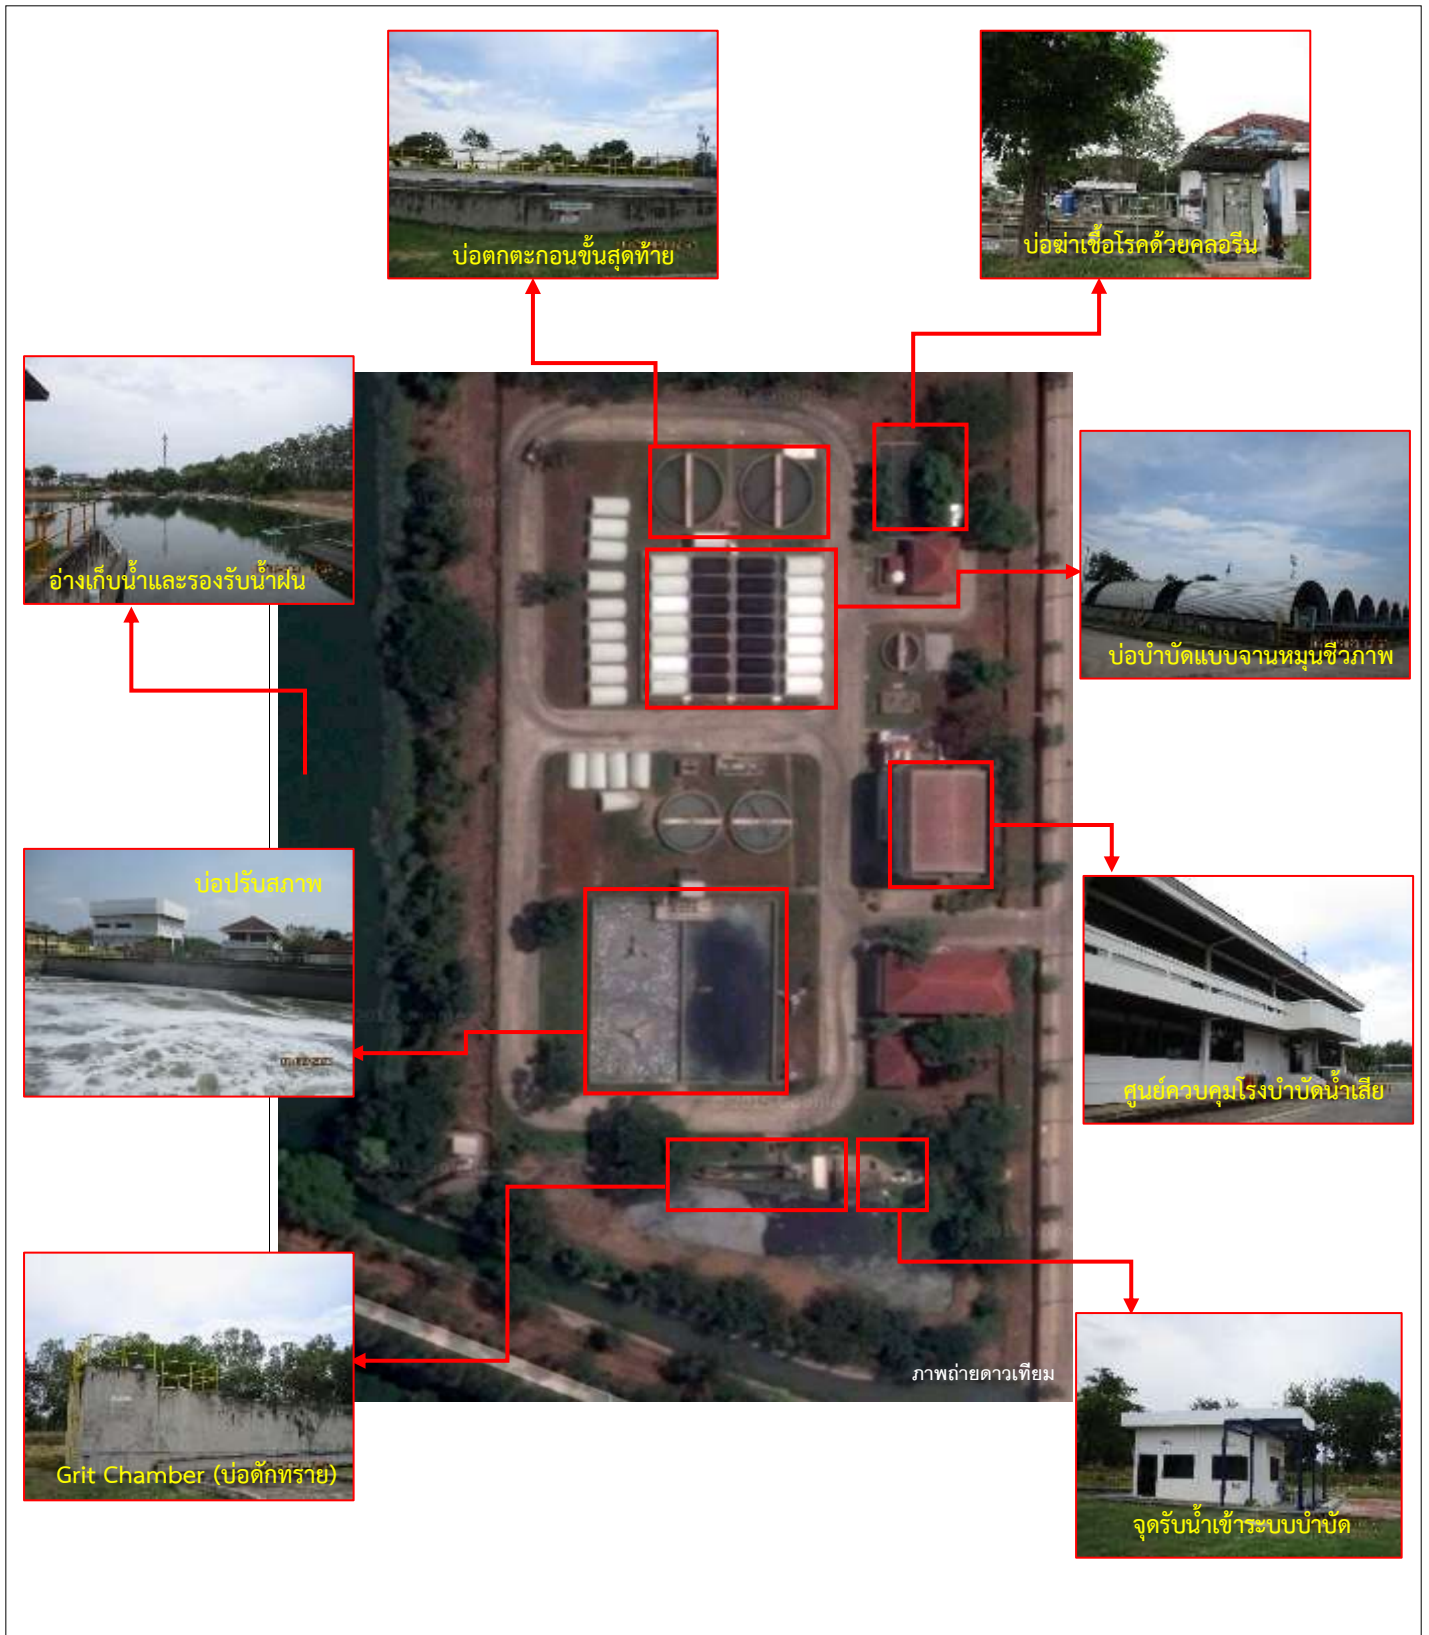 บ่อตกตะกอนขั้นสุดท้าย
บ่อฆ่าเชื้อโรคด้วยคลอรีน
อ่างเก็บน้ำและรองรับน้ำฝน
บ่อบำบัดแบบจานหมุนชีวภาพ
บ่อปรับสภาพ
ศูนย์ควบคุมโรงบำบัดน้ำเสีย
ภาพถ่ายดาวเทียม
Grit Chamber (บ่อดักทราย)
จุดรับน้ำเข้าระบบบำบัด